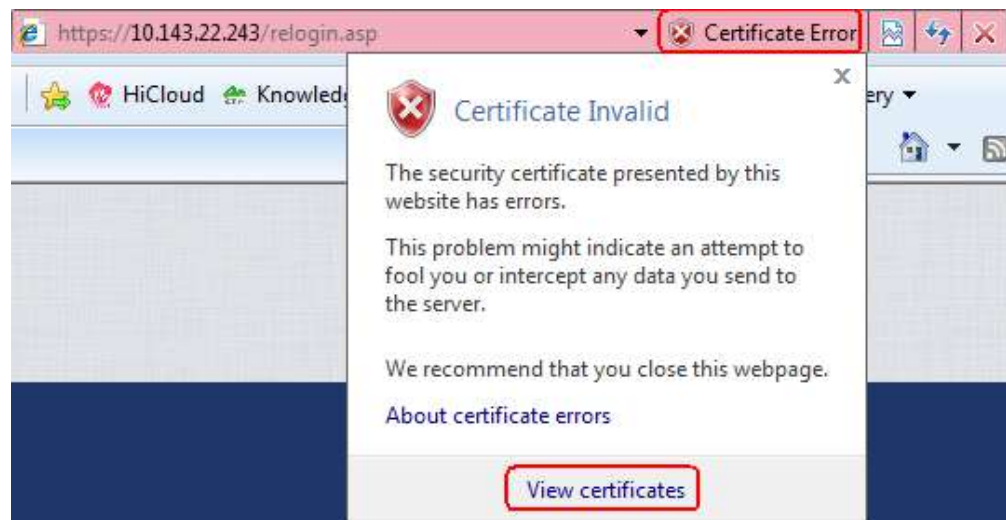 https://10.143.22.243/relogin.asp Certificate Error
HiCloud
Certificate Invalid
The security certificate presented by this
website has errors.
This problem might indicate an attempt to
fool you or intercept any data you send to
the server.
We recommend that you close this webpage.
About certificate errors
View certificates